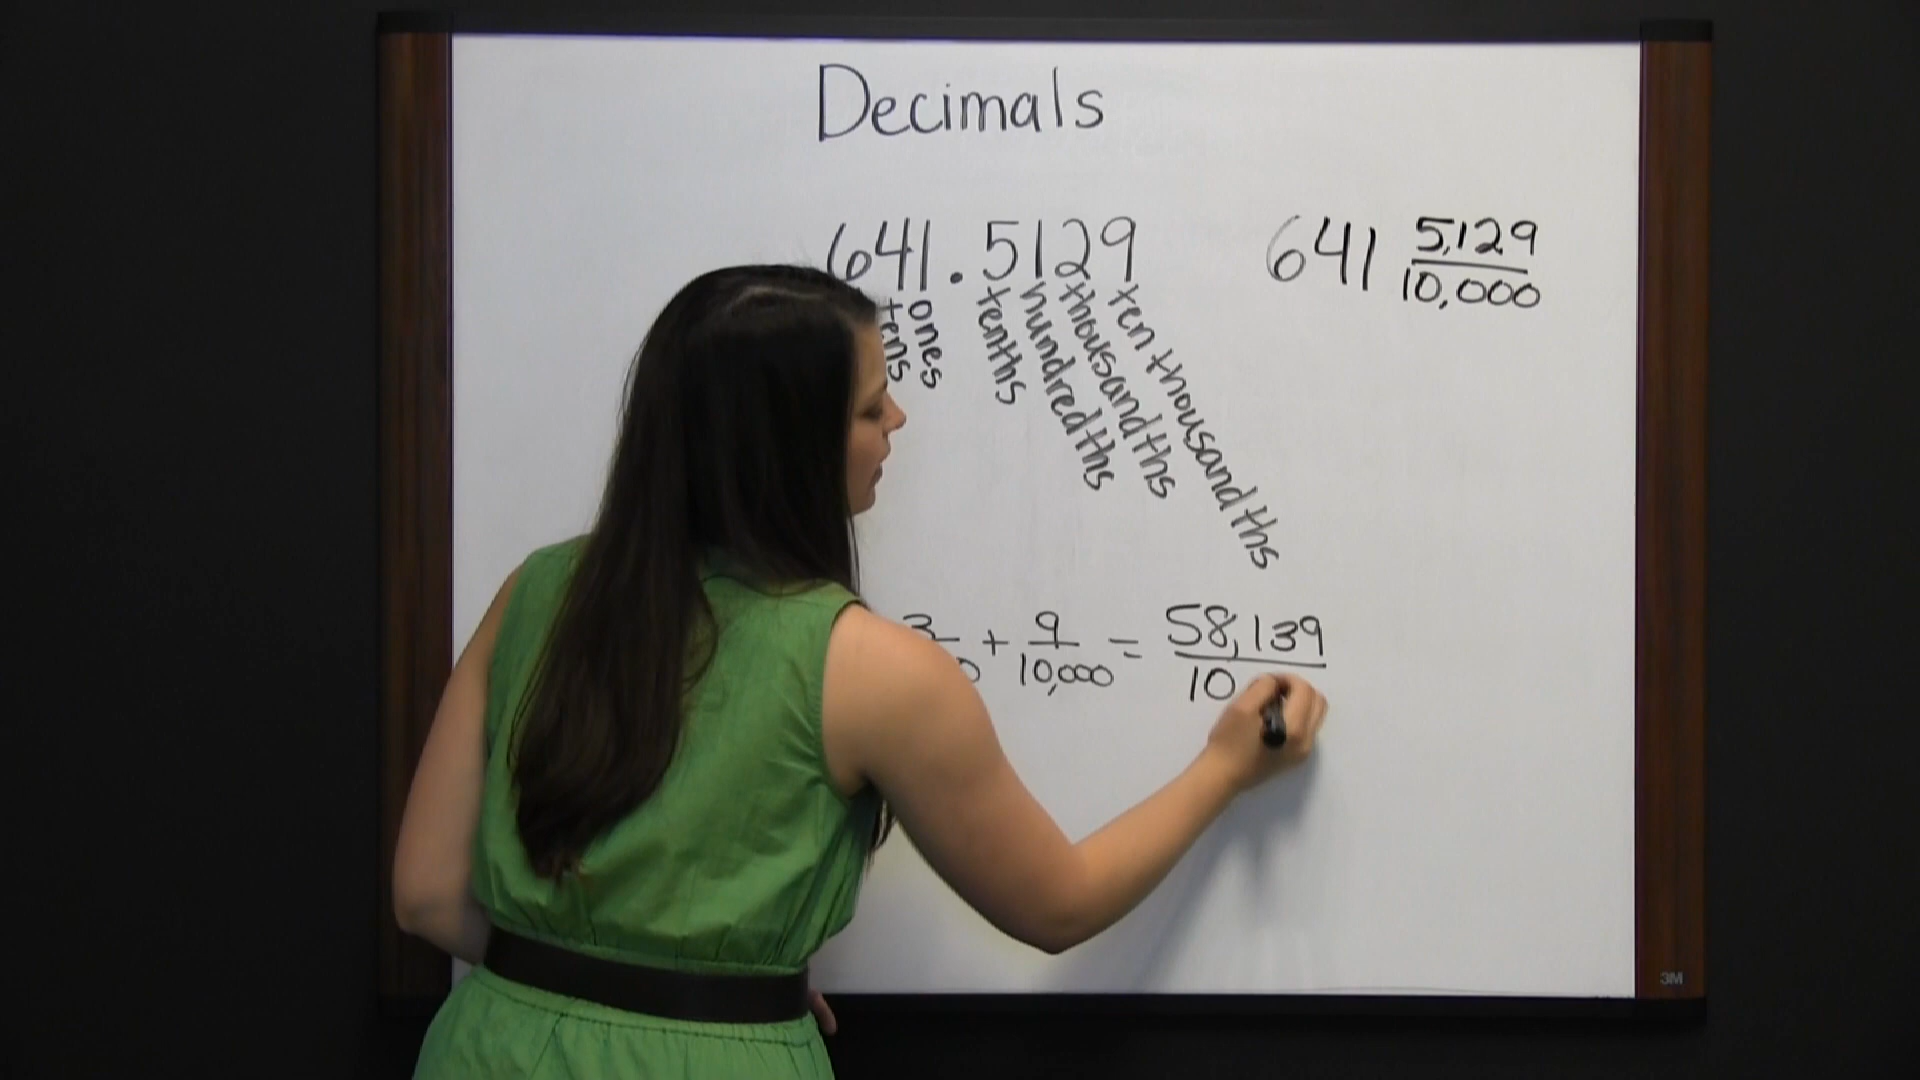 Decimals
641.5129 641 5,129/10,000
tens ones tenths hundredths thousandths ten thousandths
3 + 9/10,000 = 58,139/10
3M